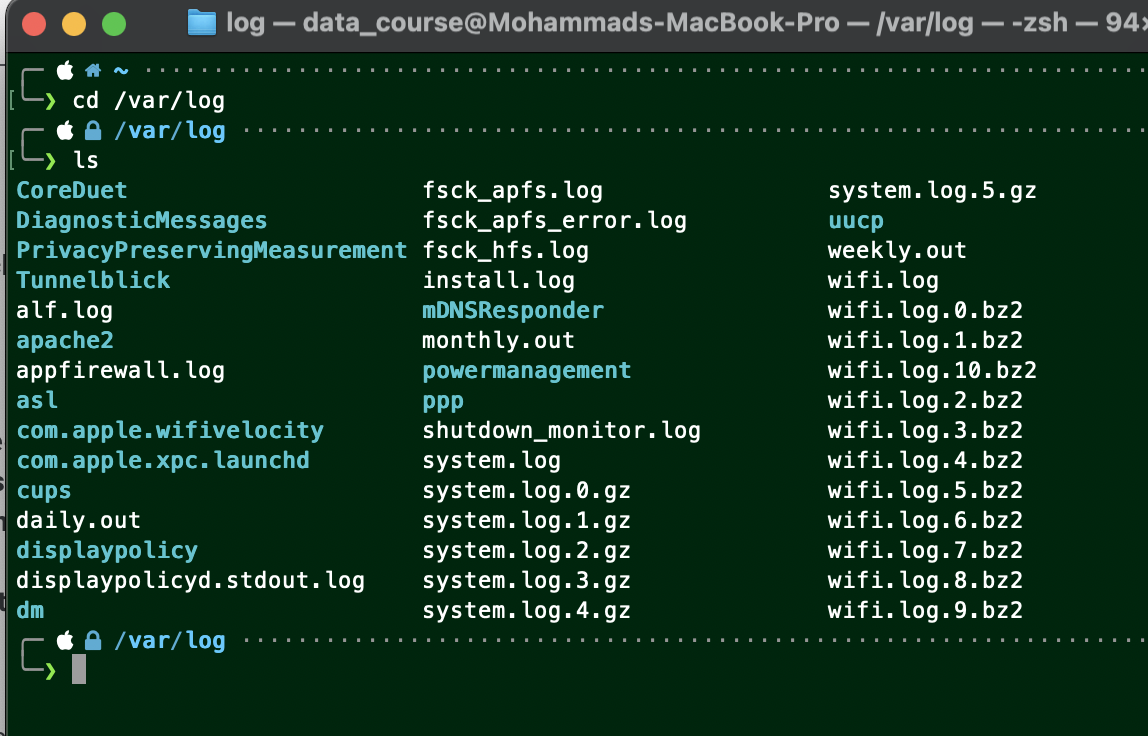 log — data_course@Mohammads-MacBook-Pro — /var/log — -zsh — 94×
~
cd /var/log
/var/log
ls
CoreDuet fsck_apfs.log system.log.5.gz
DiagnosticMessages fsck_apfs_error.log uucp
PrivacyPreservingMeasurement fsck_hfs.log weekly.out
Tunnelblick install.log wifi.log
alf.log mDNSResponder wifi.log.0.bz2
apache2 monthly.out wifi.log.1.bz2
appfirewall.log powermanagement wifi.log.10.bz2
asl ppp wifi.log.2.bz2
com.apple.wifivelocity shutdown_monitor.log wifi.log.3.bz2
com.apple.xpc.launchd system.log wifi.log.4.bz2
cups system.log.0.gz wifi.log.5.bz2
daily.out system.log.1.gz wifi.log.6.bz2
displaypolicy system.log.2.gz wifi.log.7.bz2
displaypolicyd.stdout.log system.log.3.gz wifi.log.8.bz2
dm system.log.4.gz wifi.log.9.bz2
/var/log